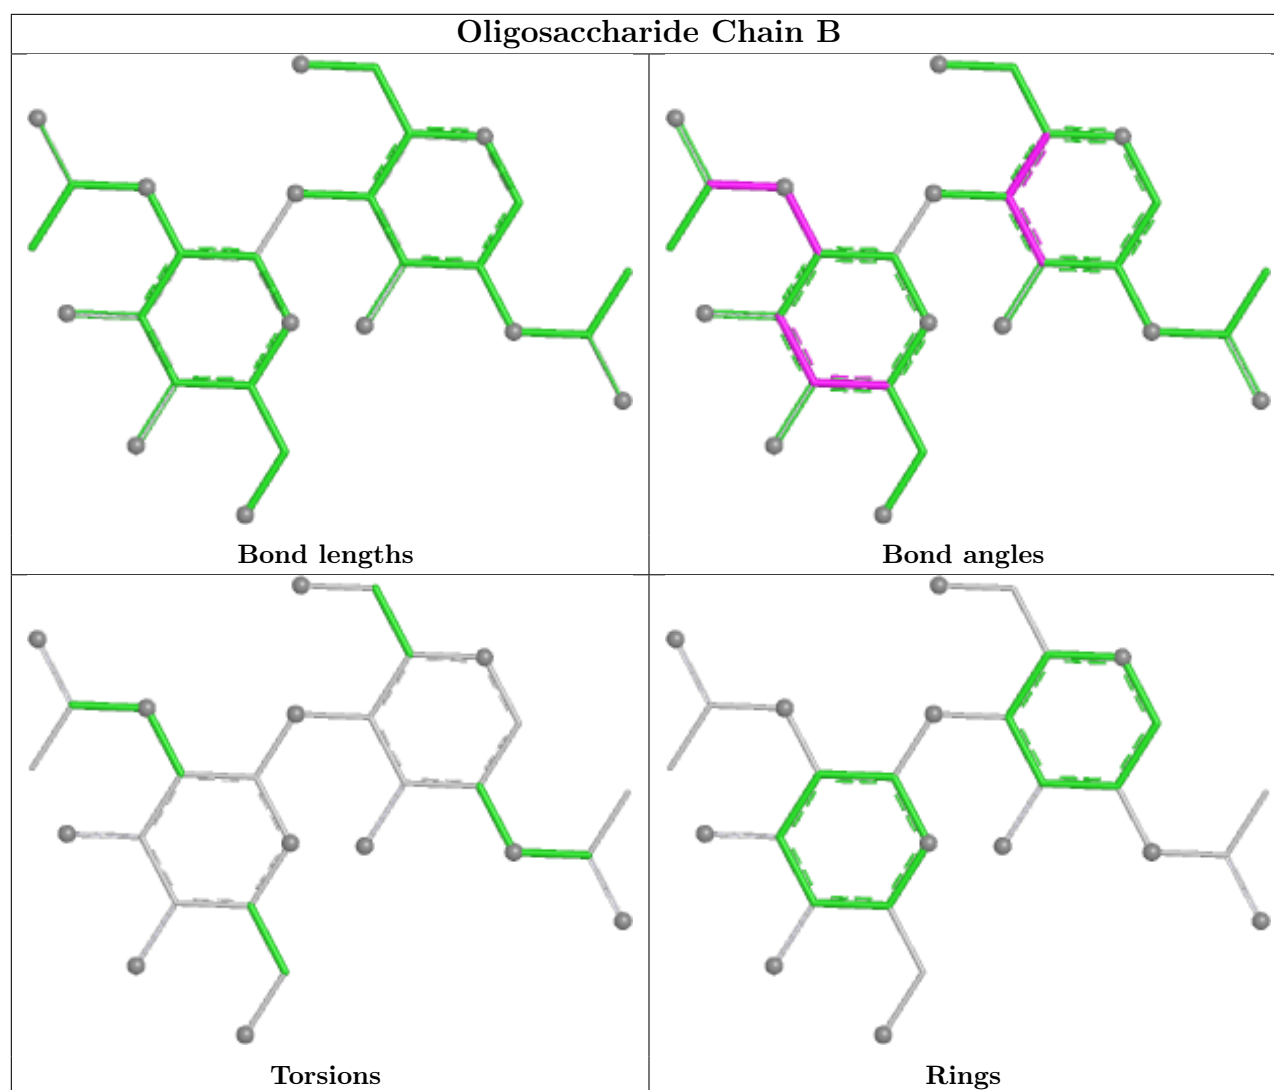 Oligosaccharide Chain B
Bond lengths
Bond angles
Torsions
Rings